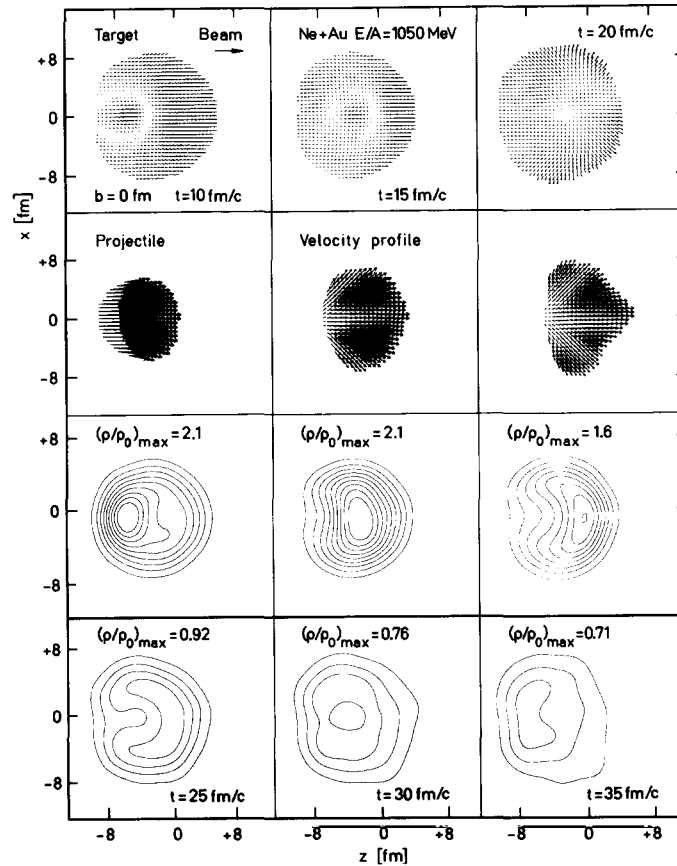 Target Beam
Ne+Au E/A=1050 MeV
t=20 fm/c
+8
0
-8
b=0 fm t=10 fm/c
t=15 fm/c
x [fm]
Projectile
Velocity profile
+8
0
-8
(ρ/ρ₀)max=2.1
(ρ/ρ₀)max=2.1
(ρ/ρ₀)max=1.6
+8
0
-8
(ρ/ρ₀)max=0.92
(ρ/ρ₀)max=0.76
(ρ/ρ₀)max=0.71
+8
0
-8
t=25 fm/c
t=30 fm/c
t=35 fm/c
-8 0 +8
-8 0 +8
-8 0 +8
z [fm]